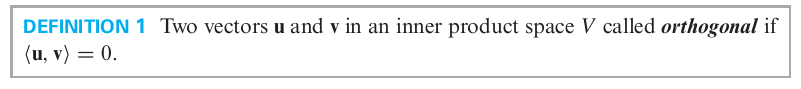 DEFINITION 1 Two vectors u and v in an inner product space V called orthogonal if
⟨u, v⟩ = 0.